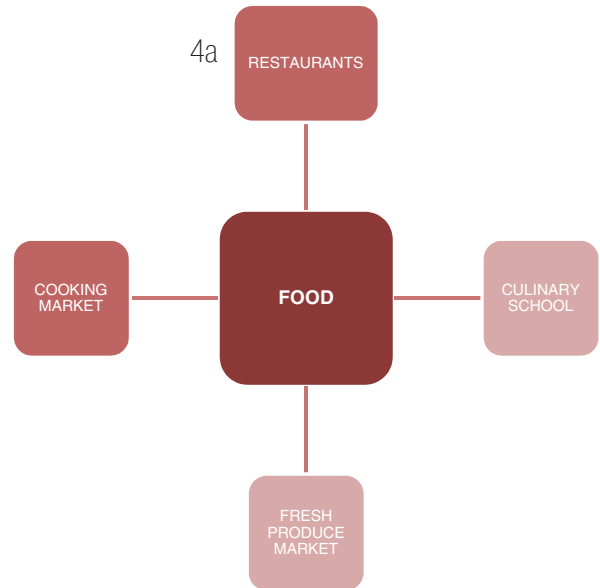 4a
RESTAURANTS
COOKING
MARKET
FOOD
CULINARY
SCHOOL
FRESH
PRODUCE
MARKET